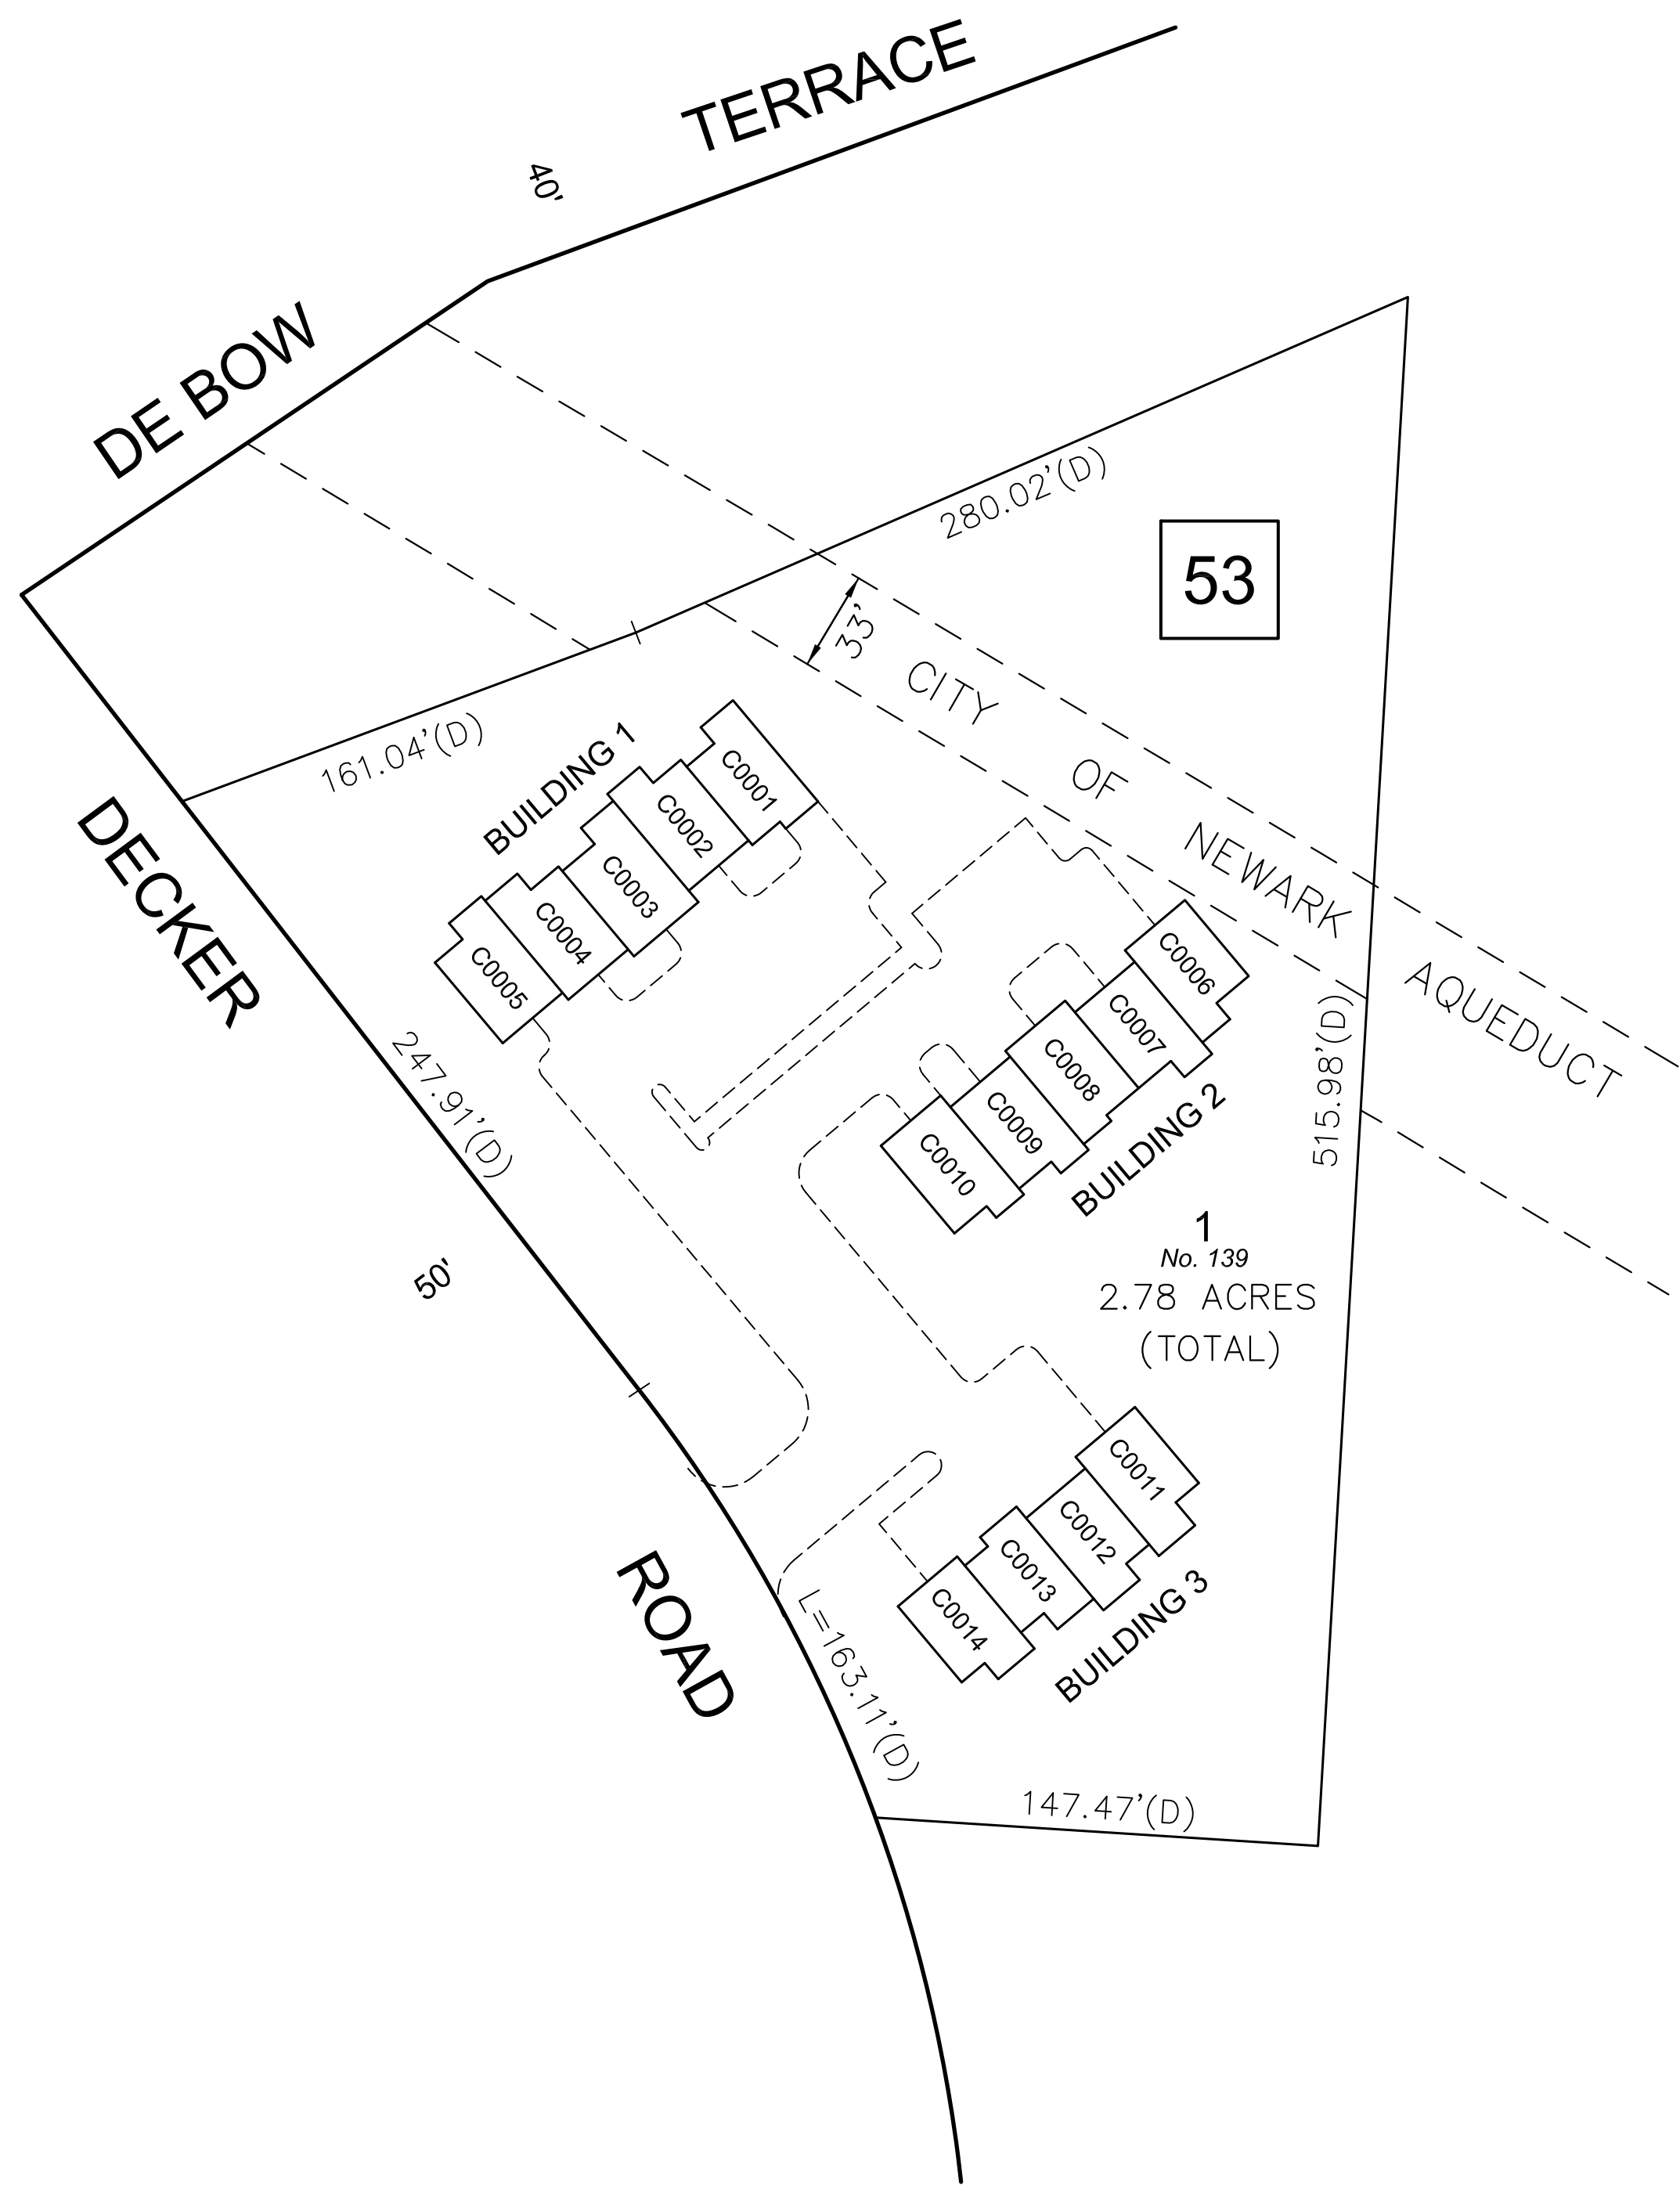 TERRACE
40'
DE BOW
280.02'(D)
53
33'
CITY
OF
NEWARK
AQUEDUCT
161.04'(D)
BUILDING 1
C0001
C0002
C0003
C0004
C0005
DECKER
247.91'(D)
C0006
C0007
C0008
C0009
C0010
BUILDING 2
515.98'(D)
1
No. 139
2.78 ACRES
(TOTAL)
50'
C0011
C0012
C0013
C0014
BUILDING 3
ROAD
L=163.11'(D)
147.47'(D)